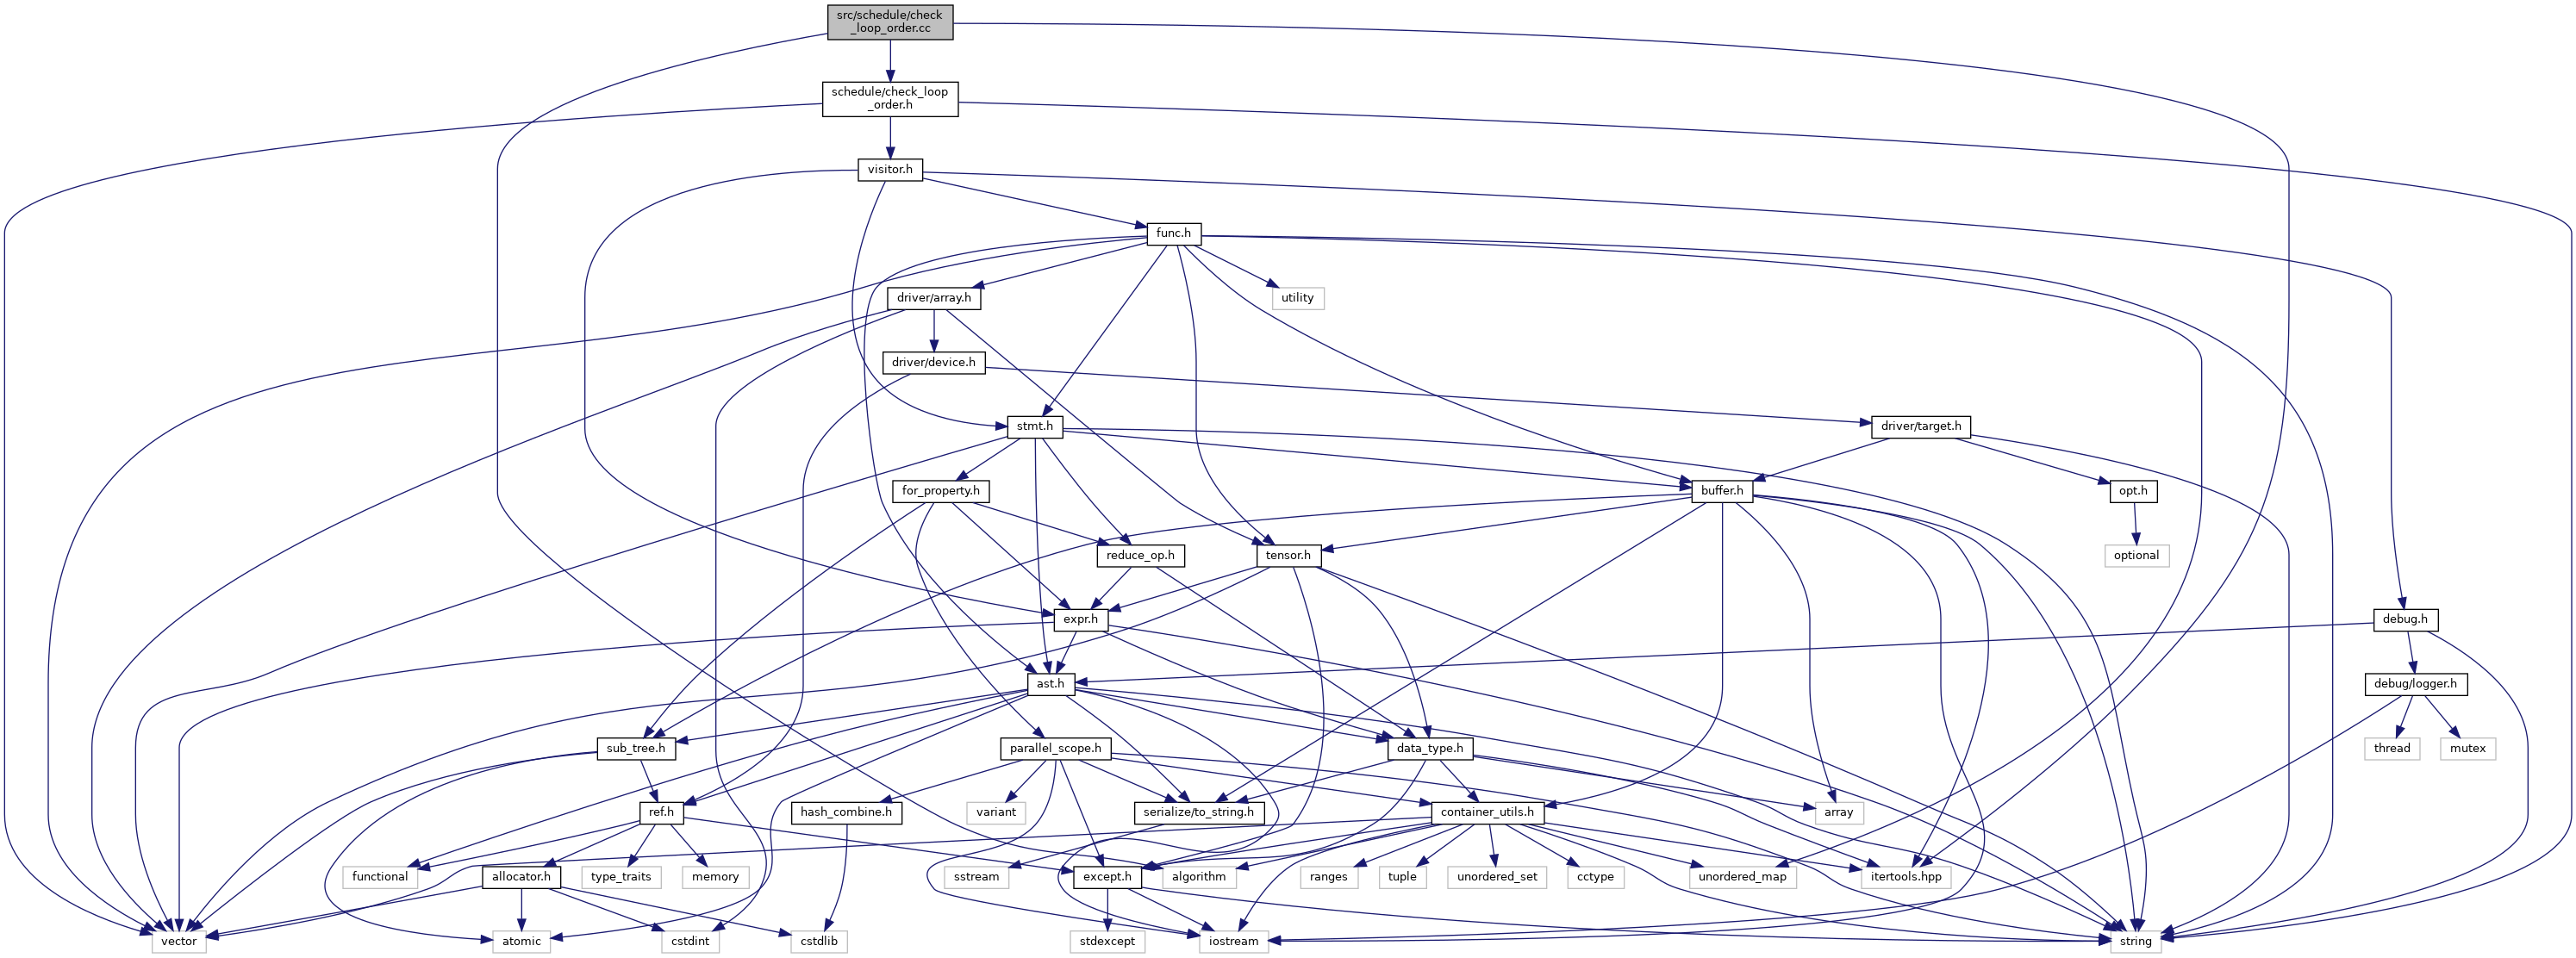 src/schedule/check
_loop_order.cc
schedule/check_loop
_order.h
visitor.h
func.h
driver/array.h
utility
driver/device.h
stmt.h
driver/target.h
for_property.h
buffer.h
opt.h
reduce_op.h
tensor.h
optional
expr.h
debug.h
ast.h
debug/logger.h
sub_tree.h
parallel_scope.h
data_type.h
thread
mutex
ref.h
hash_combine.h
variant
serialize/to_string.h
container_utils.h
array
functional
allocator.h
type_traits
memory
sstream
except.h
algorithm
ranges
tuple
unordered_set
cctype
unordered_map
itertools.hpp
vector
atomic
cstdint
cstdlib
stdexcept
iostream
string